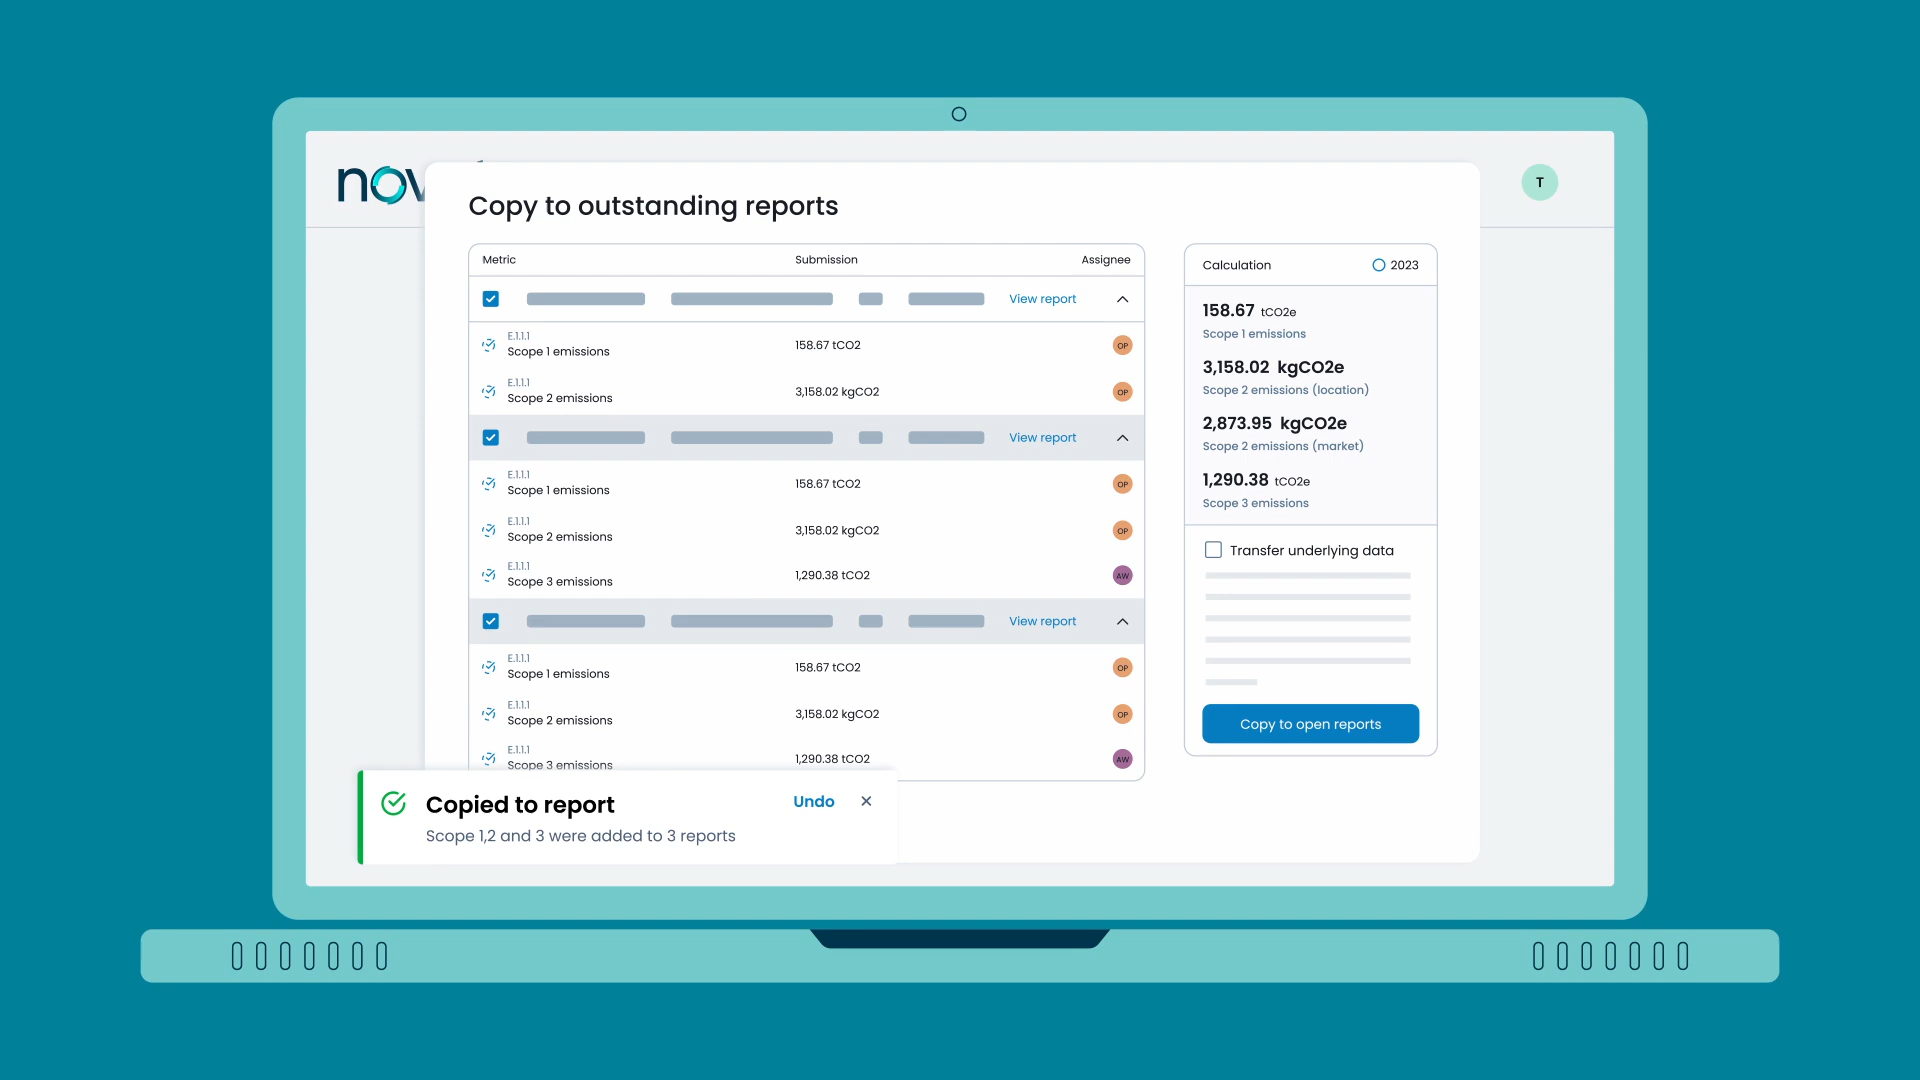 nov
T
Copy to outstanding reports
Metric Submission Assignee
View report
E.1.1.1
Scope 1 emissions 158.67 tCO2 OP
E.1.1.1
Scope 2 emissions 3,158.02 kgCO2 OP
View report
E.1.1.1
Scope 1 emissions 158.67 tCO2 OP
E.1.1.1
Scope 2 emissions 3,158.02 kgCO2 OP
E.1.1.1
Scope 3 emissions 1,290.38 tCO2 AW
View report
E.1.1.1
Scope 1 emissions 158.67 tCO2 OP
E.1.1.1
Scope 2 emissions 3,158.02 kgCO2 OP
E.1.1.1
Scope 3 emissions 1,290.38 tCO2 AW
Calculation 2023
158.67 tCO2e
Scope 1 emissions
3,158.02 kgCO2e
Scope 2 emissions (location)
2,873.95 kgCO2e
Scope 2 emissions (market)
1,290.38 tCO2e
Scope 3 emissions
Transfer underlying data
Copy to open reports
Copied to report Undo
Scope 1,2 and 3 were added to 3 reports